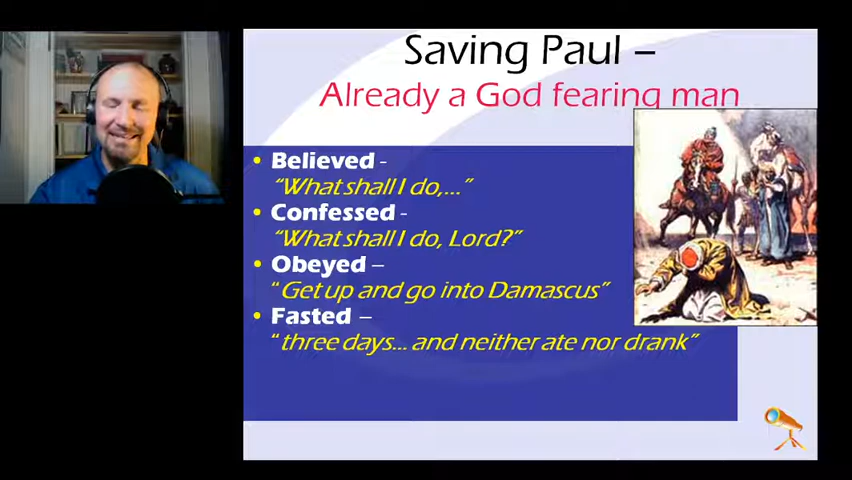 Saving Paul –
Already a God fearing man
• Believed -
“What shall I do,...”
• Confessed -
“What shall I do, Lord?”
• Obeyed –
“Get up and go into Damascus”
• Fasted –
“three days... and neither ate nor drank”